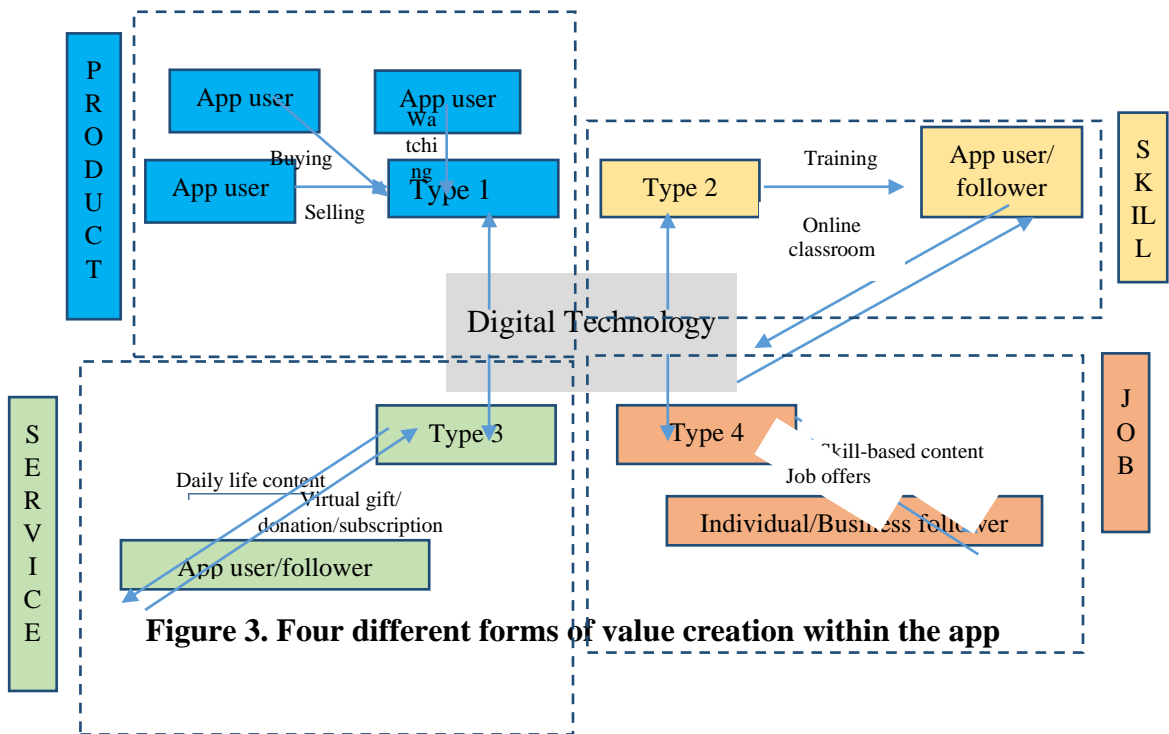 P
R
O
D
U
C
T
App user
App user
Wa
tchi
ng
Buying
App user
Type 1
Selling
Type 2
Training
App user/
follower
Online
classroom
S
K
IL
L
Digital Technology
S
E
R
V
I
C
E
Type 3
Daily life content
Virtual gift/
donation/subscription
App user/follower
Type 4
Skill-based content
Job offers
Individual/Business follower
J
O
B
Figure 3. Four different forms of value creation within the app